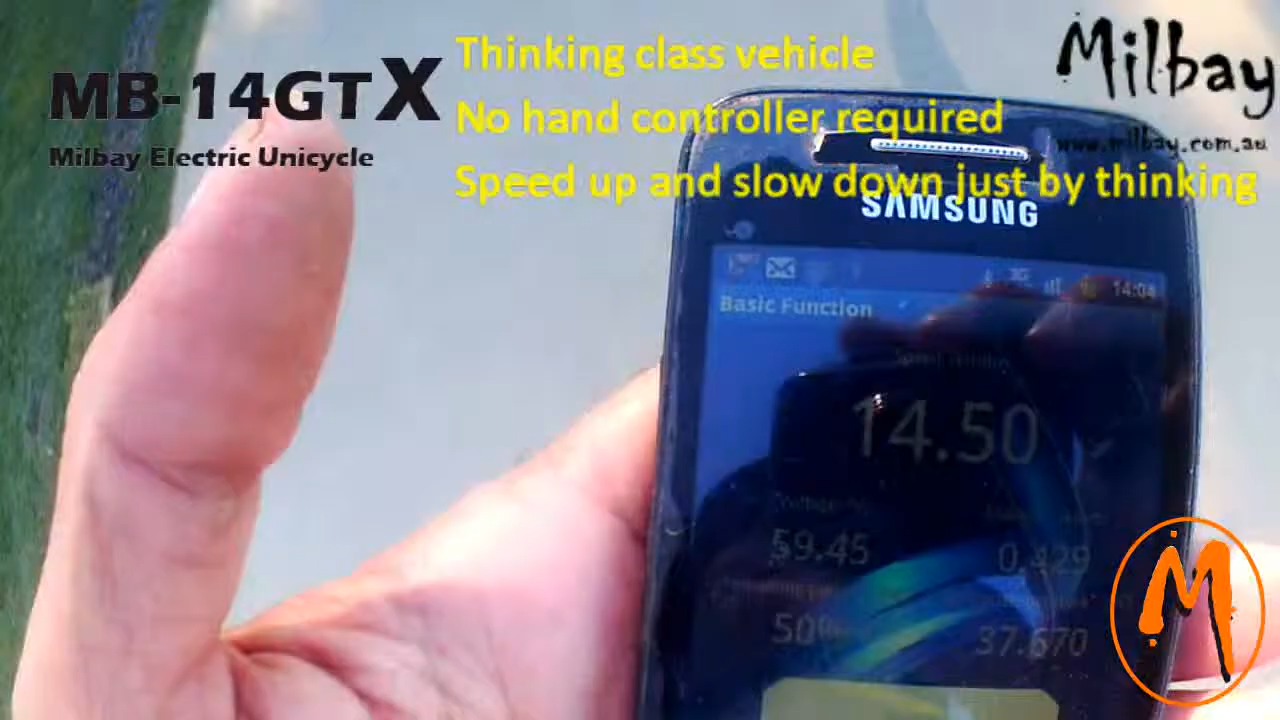 MB-14GTX
Milbay Electric Unicycle
Thinking class vehicle
No hand controller required
Speed up and slow down just by thinking
Milbay
www.milbay.com.au
SAMSUNG
14:04
Basic Function
14.50
59.45
0.429
50%
37.670
M